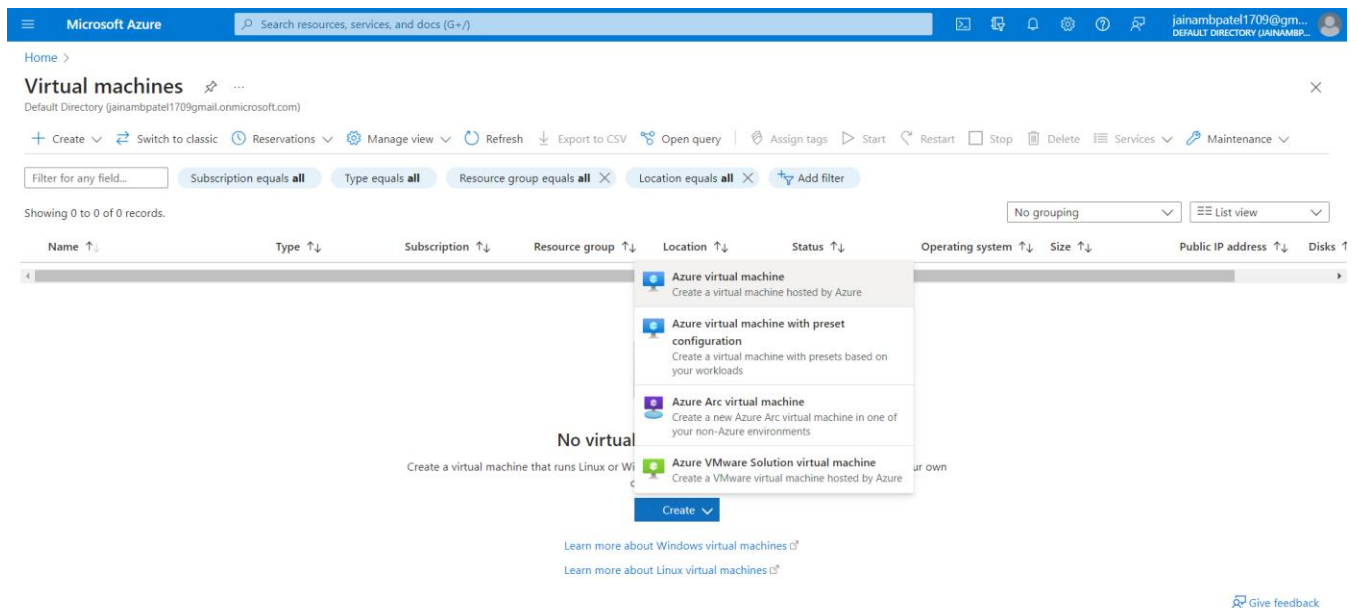 Microsoft Azure
Search resources, services, and docs (G+/)
jainambpatel1709@gm...
DEFAULT DIRECTORY (JAINAMBP...
Home >
Virtual machines ...
Default Directory (jainambpatel1709gmail.onmicrosoft.com)
+ Create Switch to classic Reservations Manage view Refresh Export to CSV Open query Assign tags Start Restart Stop Delete Services Maintenance
Filter for any field... Subscription equals all Type equals all Resource group equals all Location equals all Add filter
Showing 0 to 0 of 0 records.
No grouping List view
Name Type Subscription Resource group Location Status Operating system Size Public IP address Disks
Azure virtual machine
Create a virtual machine hosted by Azure
Azure virtual machine with preset
configuration
Create a virtual machine with presets based on
your workloads
Azure Arc virtual machine
Create a new Azure Arc virtual machine in one of
your non-Azure environments
Azure VMware Solution virtual machine
Create a VMware virtual machine hosted by Azure
No virtual
Create a virtual machine that runs Linux or own
Create
Learn more about Windows virtual machines
Learn more about Linux virtual machines
Give feedback